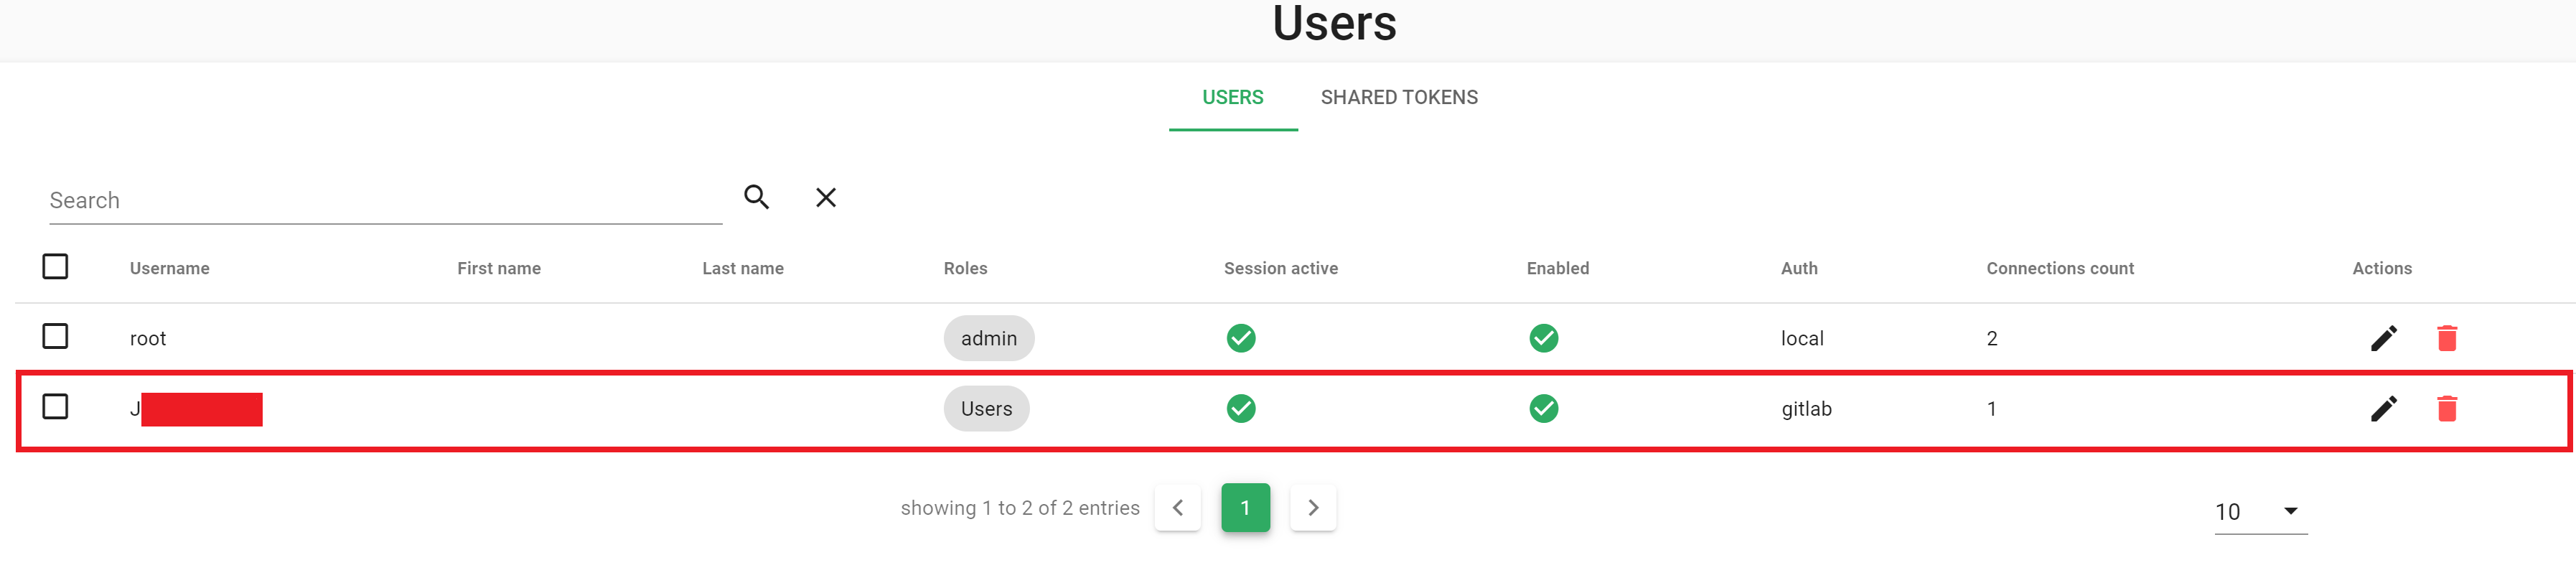 Users
USERS SHARED TOKENS
Search
Username First name Last name Roles Session active Enabled Auth Connections count Actions
root admin local 2
J Users gitlab 1
showing 1 to 2 of 2 entries 1 10